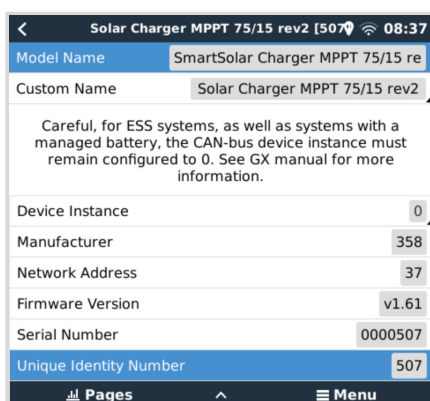 Solar Charger MPPT 75/15 rev2 [507 08:37
Model Name SmartSolar Charger MPPT 75/15 re
Custom Name Solar Charger MPPT 75/15 rev2
Careful, for ESS systems, as well as systems with a
managed battery, the CAN-bus device instance must
remain configured to 0. See GX manual for more
information.
Device Instance 0
Manufacturer 358
Network Address 37
Firmware Version v1.61
Serial Number 0000507
Unique Identity Number 507
Pages Menu